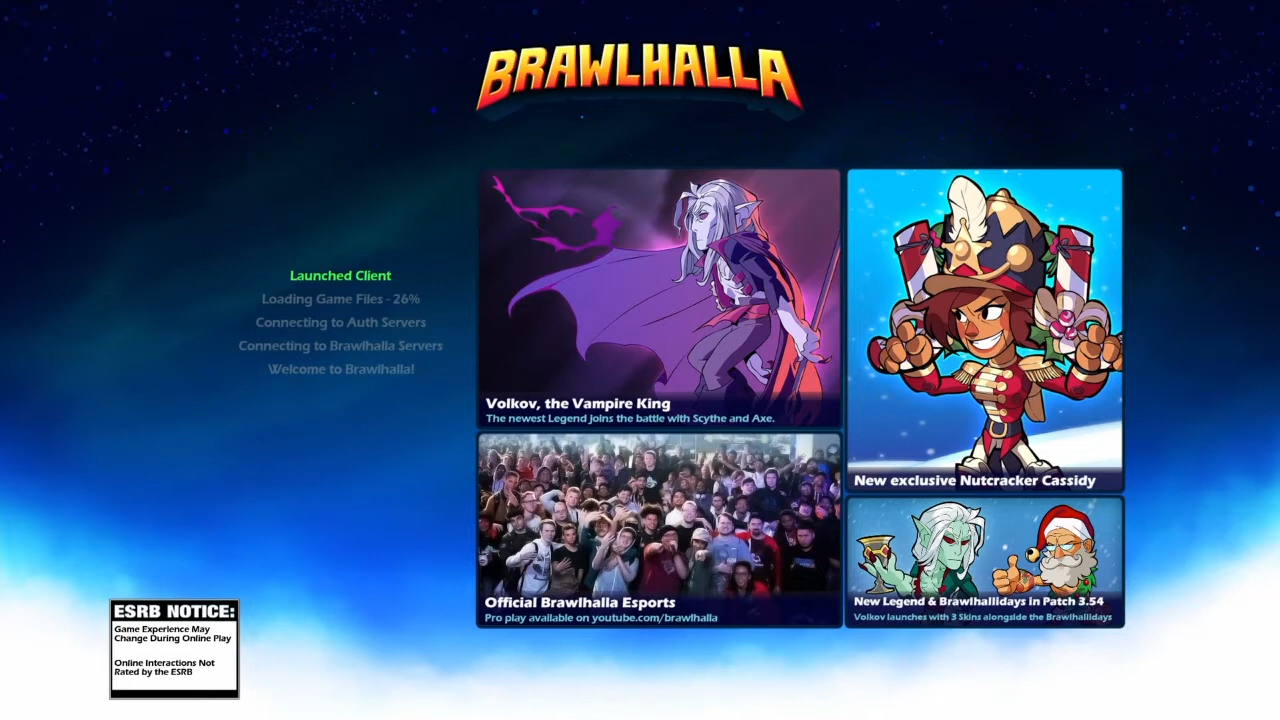 BRAWLHALLA
Launched Client
Loading Game Files - 26%
Connecting to Auth Servers
Connecting to Brawlhalla Servers
Welcome to Brawlhalla!
Volkov, the Vampire King
The newest Legend joins the battle with Scythe and Axe.
New exclusive Nutcracker Cassidy
Official Brawlhalla Esports
Pro play available on youtube.com/brawlhalla
New Legend & Brawlhallidays in Patch 3.54
Volkov launches with 3 Skins alongside the Brawlhallidays
ESRB NOTICE:
Game Experience May
Change During Online Play
Online Interactions Not
Rated by the ESRB